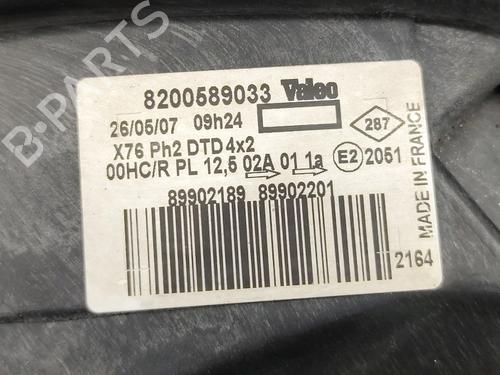 8200589033 Valeo
26/05/07 09h24
287
X76 Ph2 DTD 4x2
00HC/R PL 12,5 02A 01 1a E2 2051
89902189 89902201
2164
MADE IN FRANCE
B-PARTS